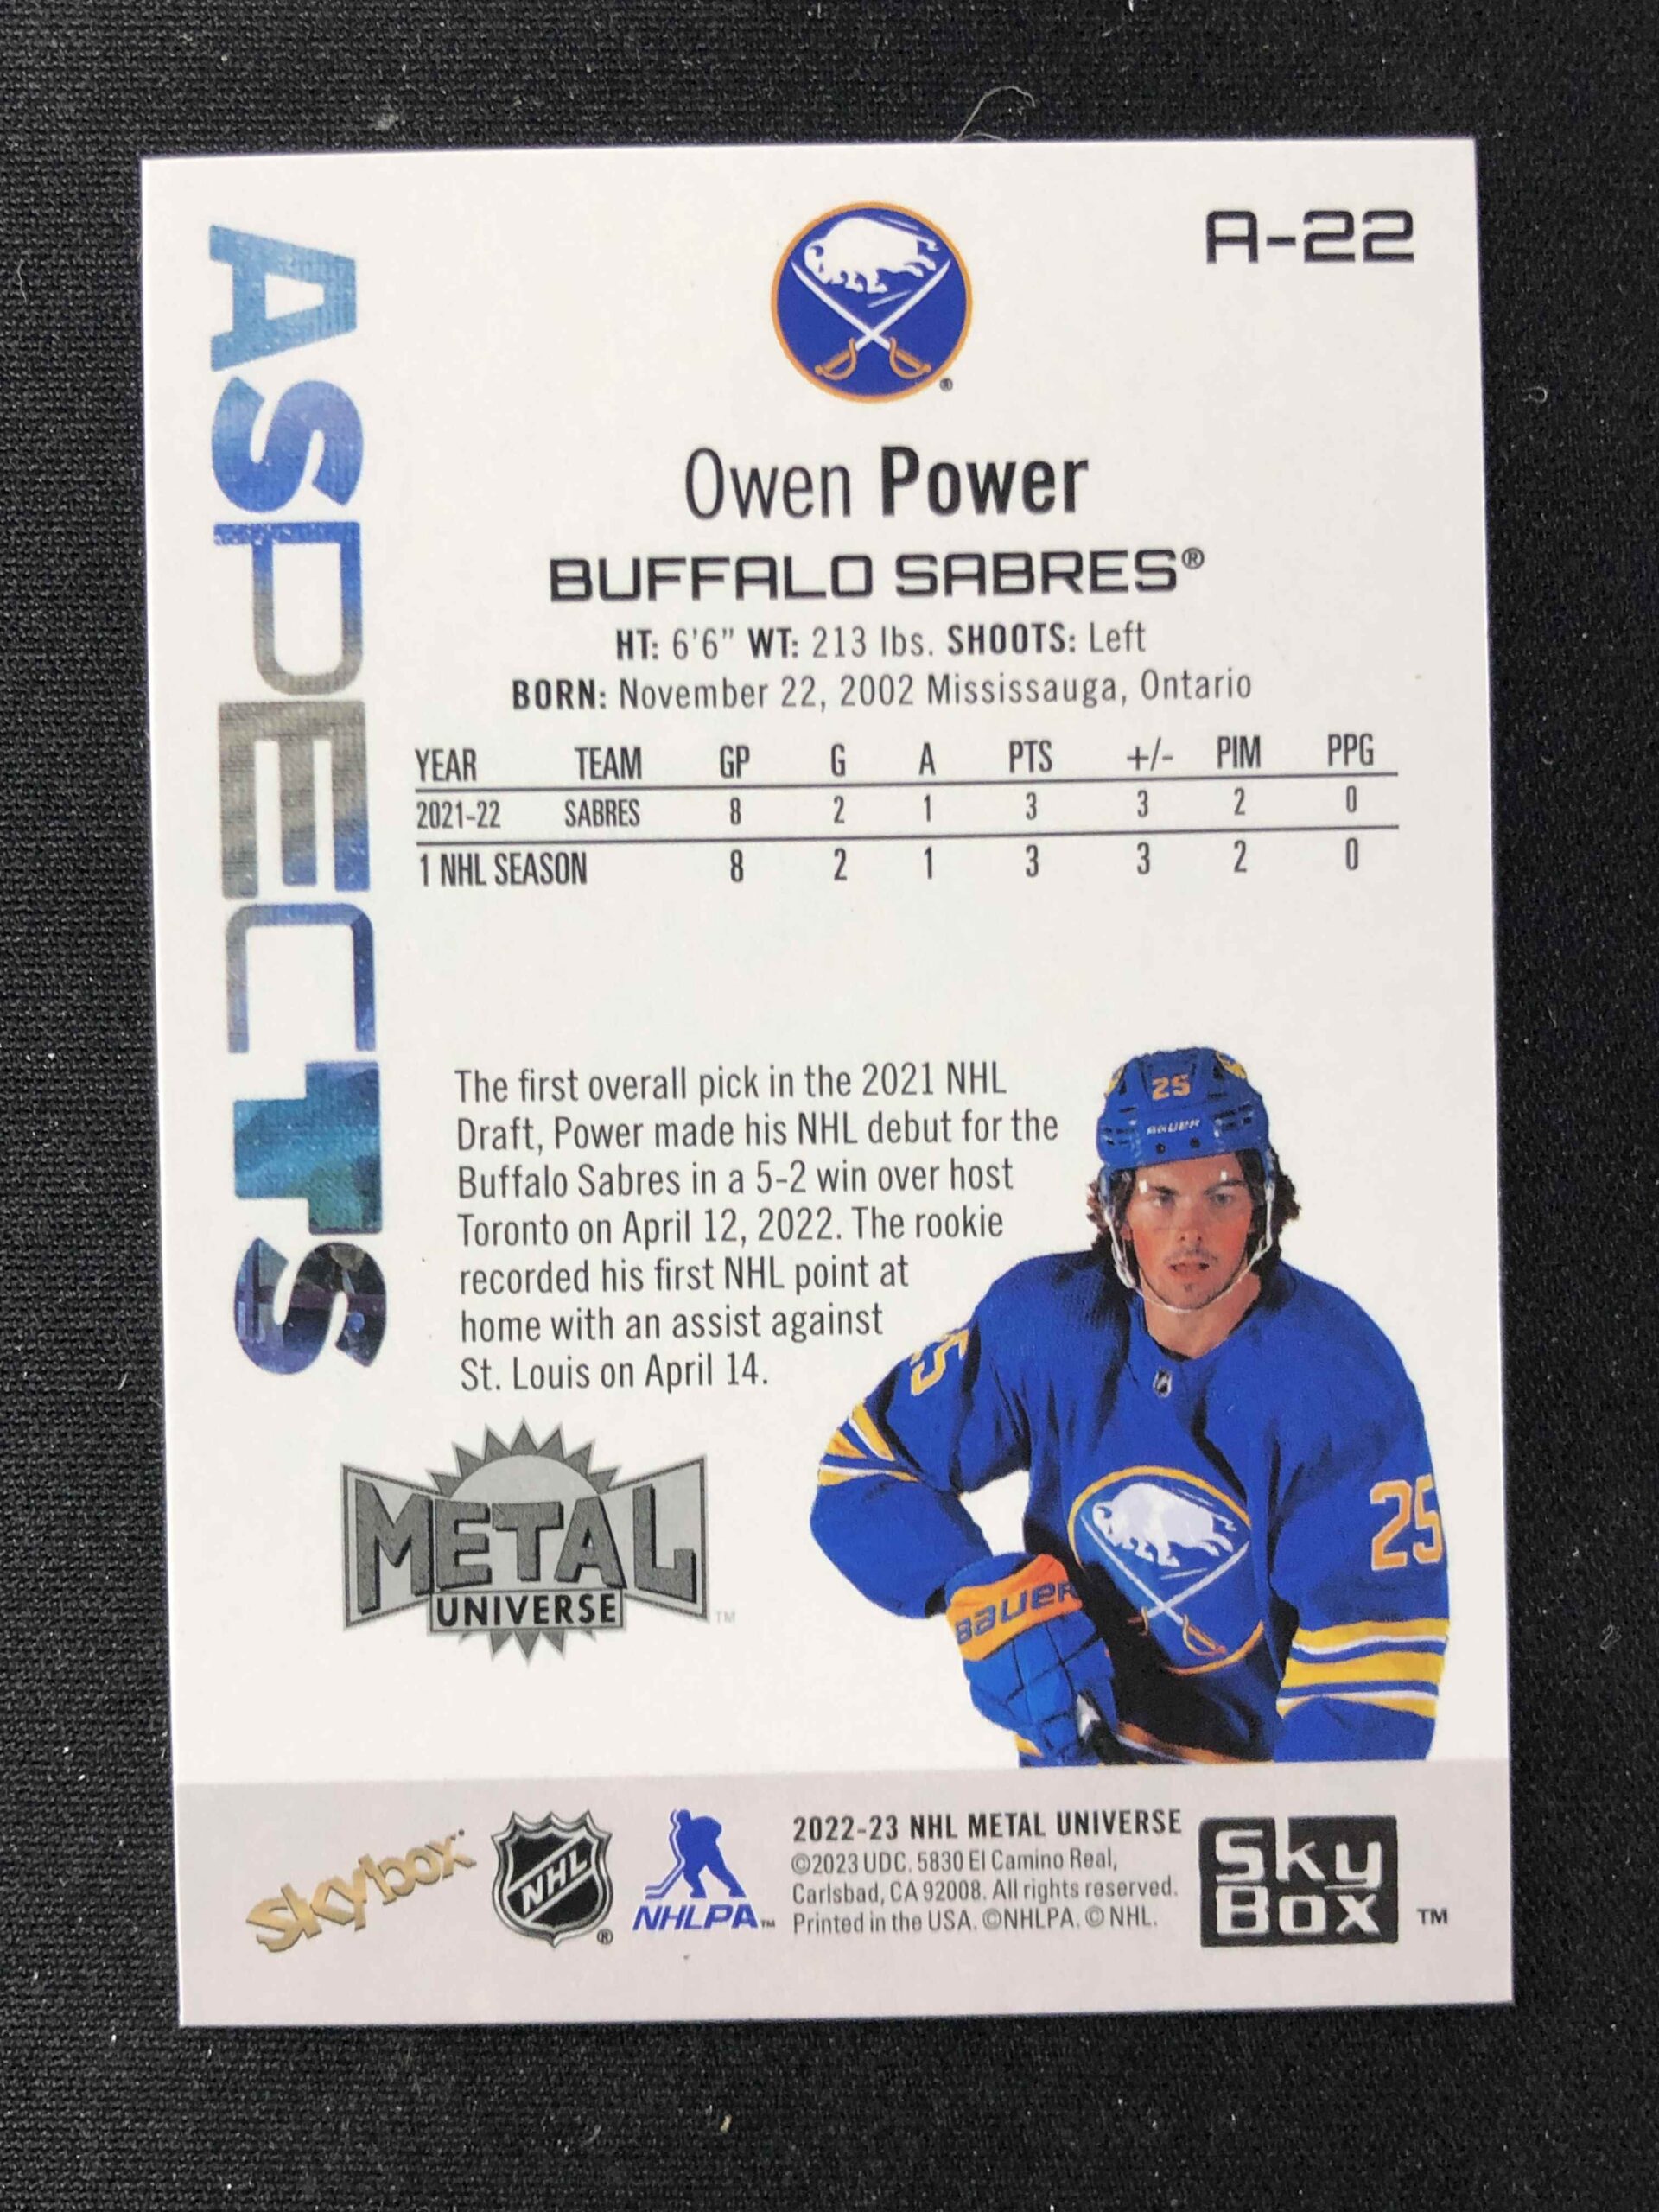 A-22
ASPECTS
Owen Power
BUFFALO SABRES®
HT: 6'6" WT: 213 lbs. SHOOTS: Left
BORN: November 22, 2002 Mississauga, Ontario
YEAR TEAM GP G A PTS +/- PIM PPG
2021-22 SABRES 8 2 1 3 3 2 0
1 NHL SEASON 8 2 1 3 3 2 0
The first overall pick in the 2021 NHL
Draft, Power made his NHL debut for the
Buffalo Sabres in a 5-2 win over host
Toronto on April 12, 2022. The rookie
recorded his first NHL point at
home with an assist against
St. Louis on April 14.
25
BAUER
25
25
BAUER
METAL
UNIVERSE
TM
skybox
NHL
®
NHLPA TM
2022-23 NHL METAL UNIVERSE
©2023 UDC. 5830 El Camino Real,
Carlsbad, CA 92008. All rights reserved.
Printed in the USA. ©NHLPA. © NHL.
Sky
Box TM